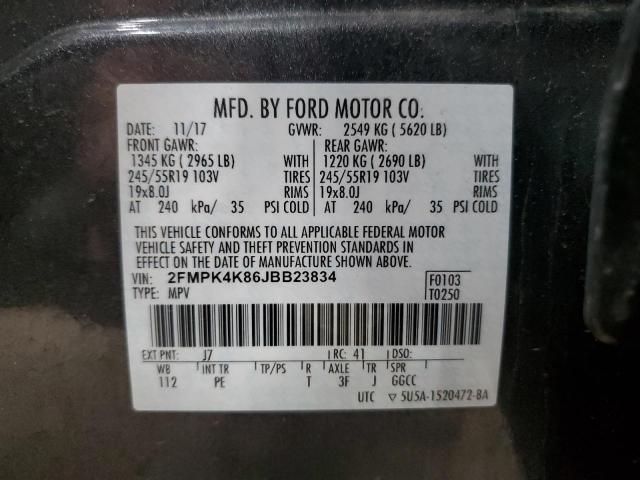 MFD. BY FORD MOTOR CO.
DATE: 11/17 GVWR: 2549 KG ( 5620 LB)
FRONT GAWR: REAR GAWR:
1345 KG ( 2965 LB) WITH 1220 KG ( 2690 LB) WITH
245/55R19 103V TIRES 245/55R19 103V TIRES
19x8.0J RIMS 19x8.0J RIMS
AT 240 kPa/ 35 PSI COLD AT 240 kPa/ 35 PSI COLD
THIS VEHICLE CONFORMS TO ALL APPLICABLE FEDERAL MOTOR
VEHICLE SAFETY AND THEFT PREVENTION STANDARDS IN
EFFECT ON THE DATE OF MANUFACTURE SHOWN ABOVE.
VIN: 2FMPK4K86JBB23834 F0103
TYPE: MPV T0250
EXT PNT: J7 RC: 41 DSO:
WB INT TR TP/PS R AXLE TR SPR
112 PE T 3F J GGCC
UTC ▽ 5U5A-1520472-BA